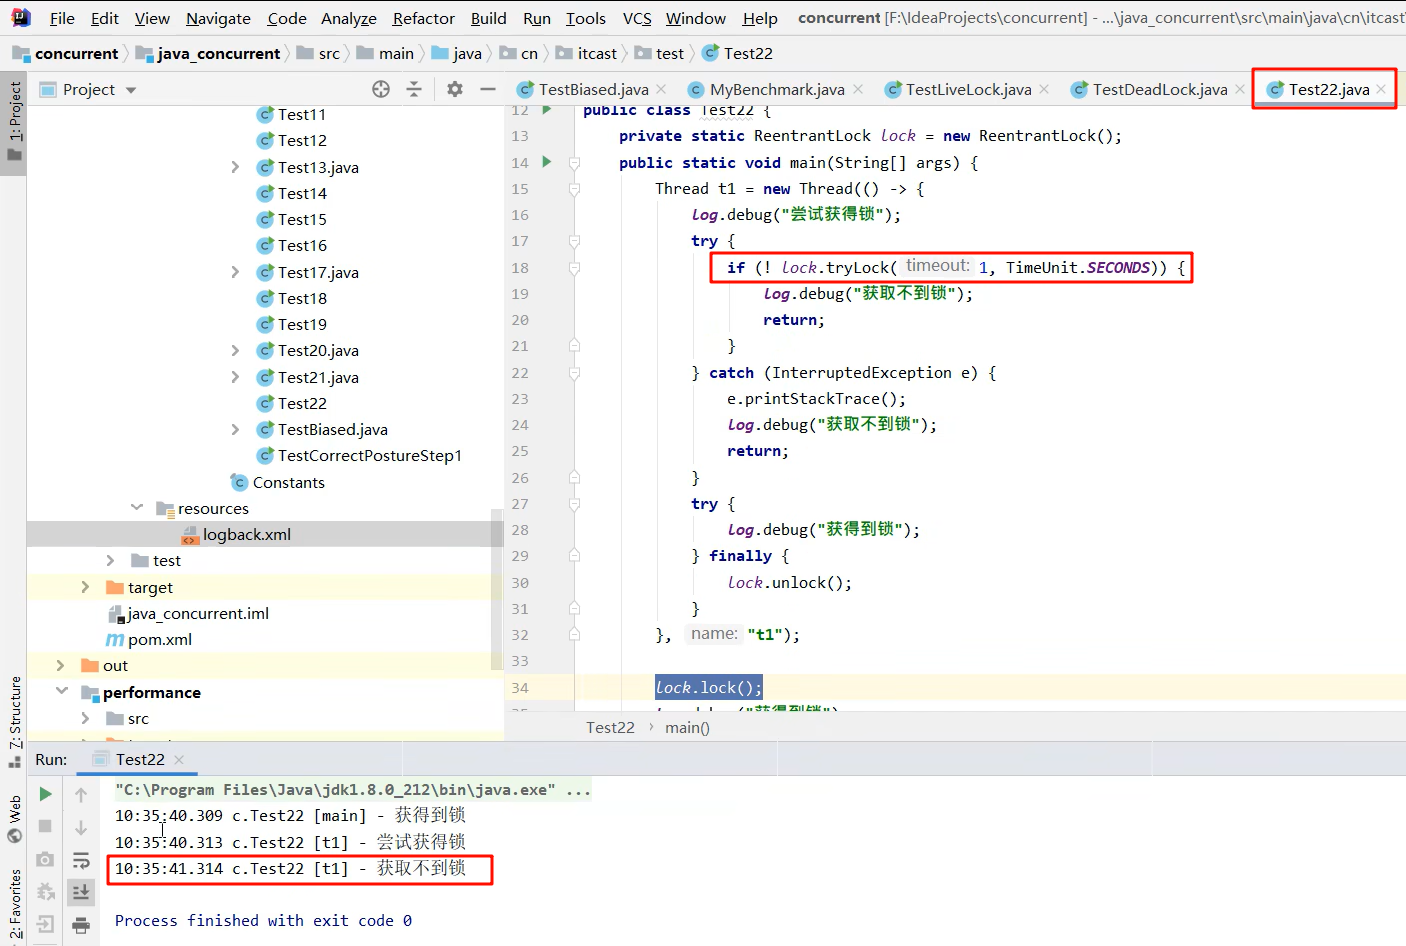 File Edit View Navigate Code Analyze Refactor Build Run Tools VCS Window Help concurrent [F:\IdeaProjects\concurrent] - ...\java_concurrent\src\main\java\cn\itcast\
concurrent java_concurrent src main java cn itcast test Test22
Project
TestBiased.java MyBenchmark.java TestLiveLock.java TestDeadLock.java Test22.java
1: Project
Test11
Test12
Test13.java
Test14
Test15
Test16
Test17.java
Test18
Test19
Test20.java
Test21.java
Test22
TestBiased.java
TestCorrectPostureStep1
Constants
resources
logback.xml
test
target
java_concurrent.iml
pom.xml
out
performance
src
12 public class Test22 {
13 private static ReentrantLock lock = new ReentrantLock();
14 public static void main(String[] args) {
15 Thread t1 = new Thread(() -> {
16 log.debug("尝试获得锁");
17 try {
18 if (! lock.tryLock( timeout: 1, TimeUnit.SECONDS)) {
19 log.debug("获取不到锁");
20 return;
21 }
22 } catch (InterruptedException e) {
23 e.printStackTrace();
24 log.debug("获取不到锁");
25 return;
26 }
27 try {
28 log.debug("获得到锁");
29 } finally {
30 lock.unlock();
31 }
32 }, name: "t1");
33
34 lock.lock();
Test22 main()
7: Structure
Web
2: Favorites
Run: Test22
"C:\Program Files\Java\jdk1.8.0_212\bin\java.exe" ...
10:35:40.309 c.Test22 [main] - 获得到锁
10:35:40.313 c.Test22 [t1] - 尝试获得锁
10:35:41.314 c.Test22 [t1] - 获取不到锁
Process finished with exit code 0